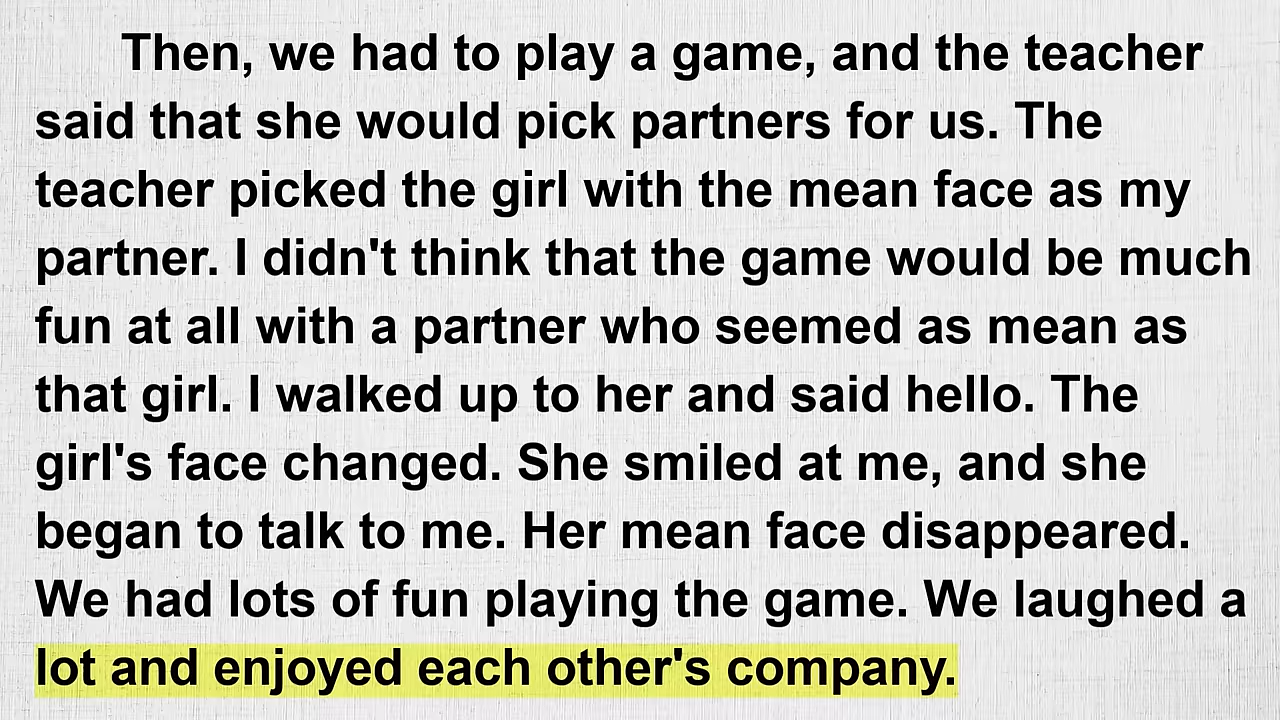 Then, we had to play a game, and the teacher
said that she would pick partners for us. The
teacher picked the girl with the mean face as my
partner. I didn't think that the game would be much
fun at all with a partner who seemed as mean as
that girl. I walked up to her and said hello. The
girl's face changed. She smiled at me, and she
began to talk to me. Her mean face disappeared.
We had lots of fun playing the game. We laughed a
lot and enjoyed each other's company.